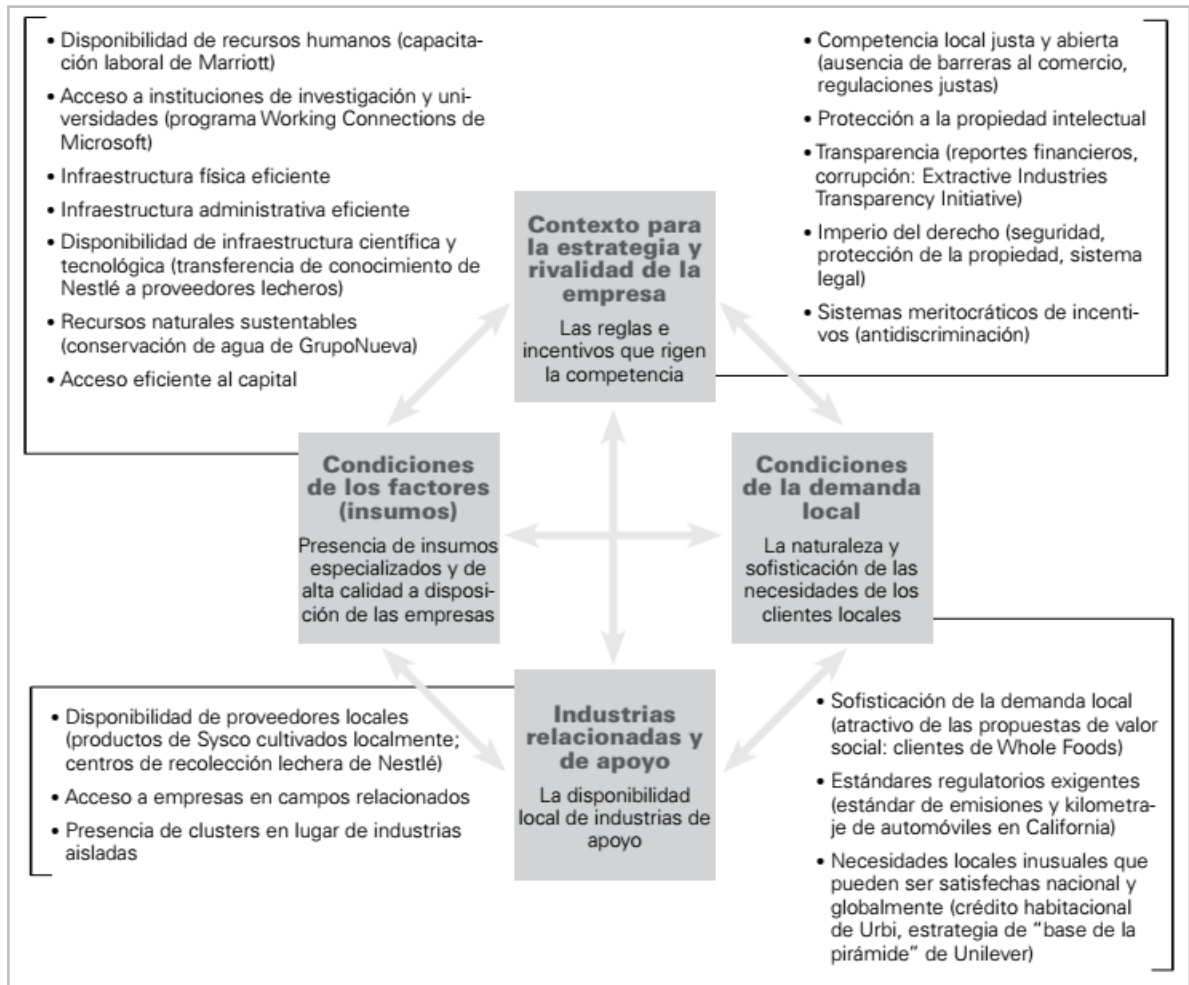 • Disponibilidad de recursos humanos (capacita-
ción laboral de Marriott)
• Acceso a instituciones de investigación y uni-
versidades (programa Working Connections de
Microsoft)
• Infraestructura física eficiente
• Infraestructura administrativa eficiente
• Disponibilidad de infraestructura científica y
tecnológica (transferencia de conocimiento de
Nestlé a proveedores lecheros)
• Recursos naturales sustentables
(conservación de agua de GrupoNueva)
• Acceso eficiente al capital
• Competencia local justa y abierta
(ausencia de barreras al comercio,
regulaciones justas)
• Protección a la propiedad intelectual
• Transparencia (reportes financieros,
corrupción: Extractive Industries
Transparency Initiative)
• Imperio del derecho (seguridad,
protección de la propiedad, sistema
legal)
• Sistemas meritocráticos de incenti-
vos (antidiscriminación)
Contexto para
la estrategia y
rivalidad de la
empresa
Las reglas e
incentivos que rigen
la competencia
Condiciones
de los factores
(insumos)
Presencia de insumos
especializados y de
alta calidad a disposi-
ción de las empresas
Condiciones
de la demanda
local
La naturaleza y
sofisticación de las
necesidades de los
clientes locales
Industrias
relacionadas y
de apoyo
La disponibilidad
local de industrias de
apoyo
• Disponibilidad de proveedores locales
(productos de Sysco cultivados localmente;
centros de recolección lechera de Nestlé)
• Acceso a empresas en campos relacionados
• Presencia de clusters en lugar de industrias
aisladas
• Sofisticación de la demanda local
(atractivo de las propuestas de valor
social: clientes de Whole Foods)
• Estándares regulatorios exigentes
(estándar de emisiones y kilometra-
je de automóviles en California)
• Necesidades locales inusuales que
pueden ser satisfechas nacional y
globalmente (crédito habitacional
de Urbi, estrategia de "base de la
pirámide" de Unilever)